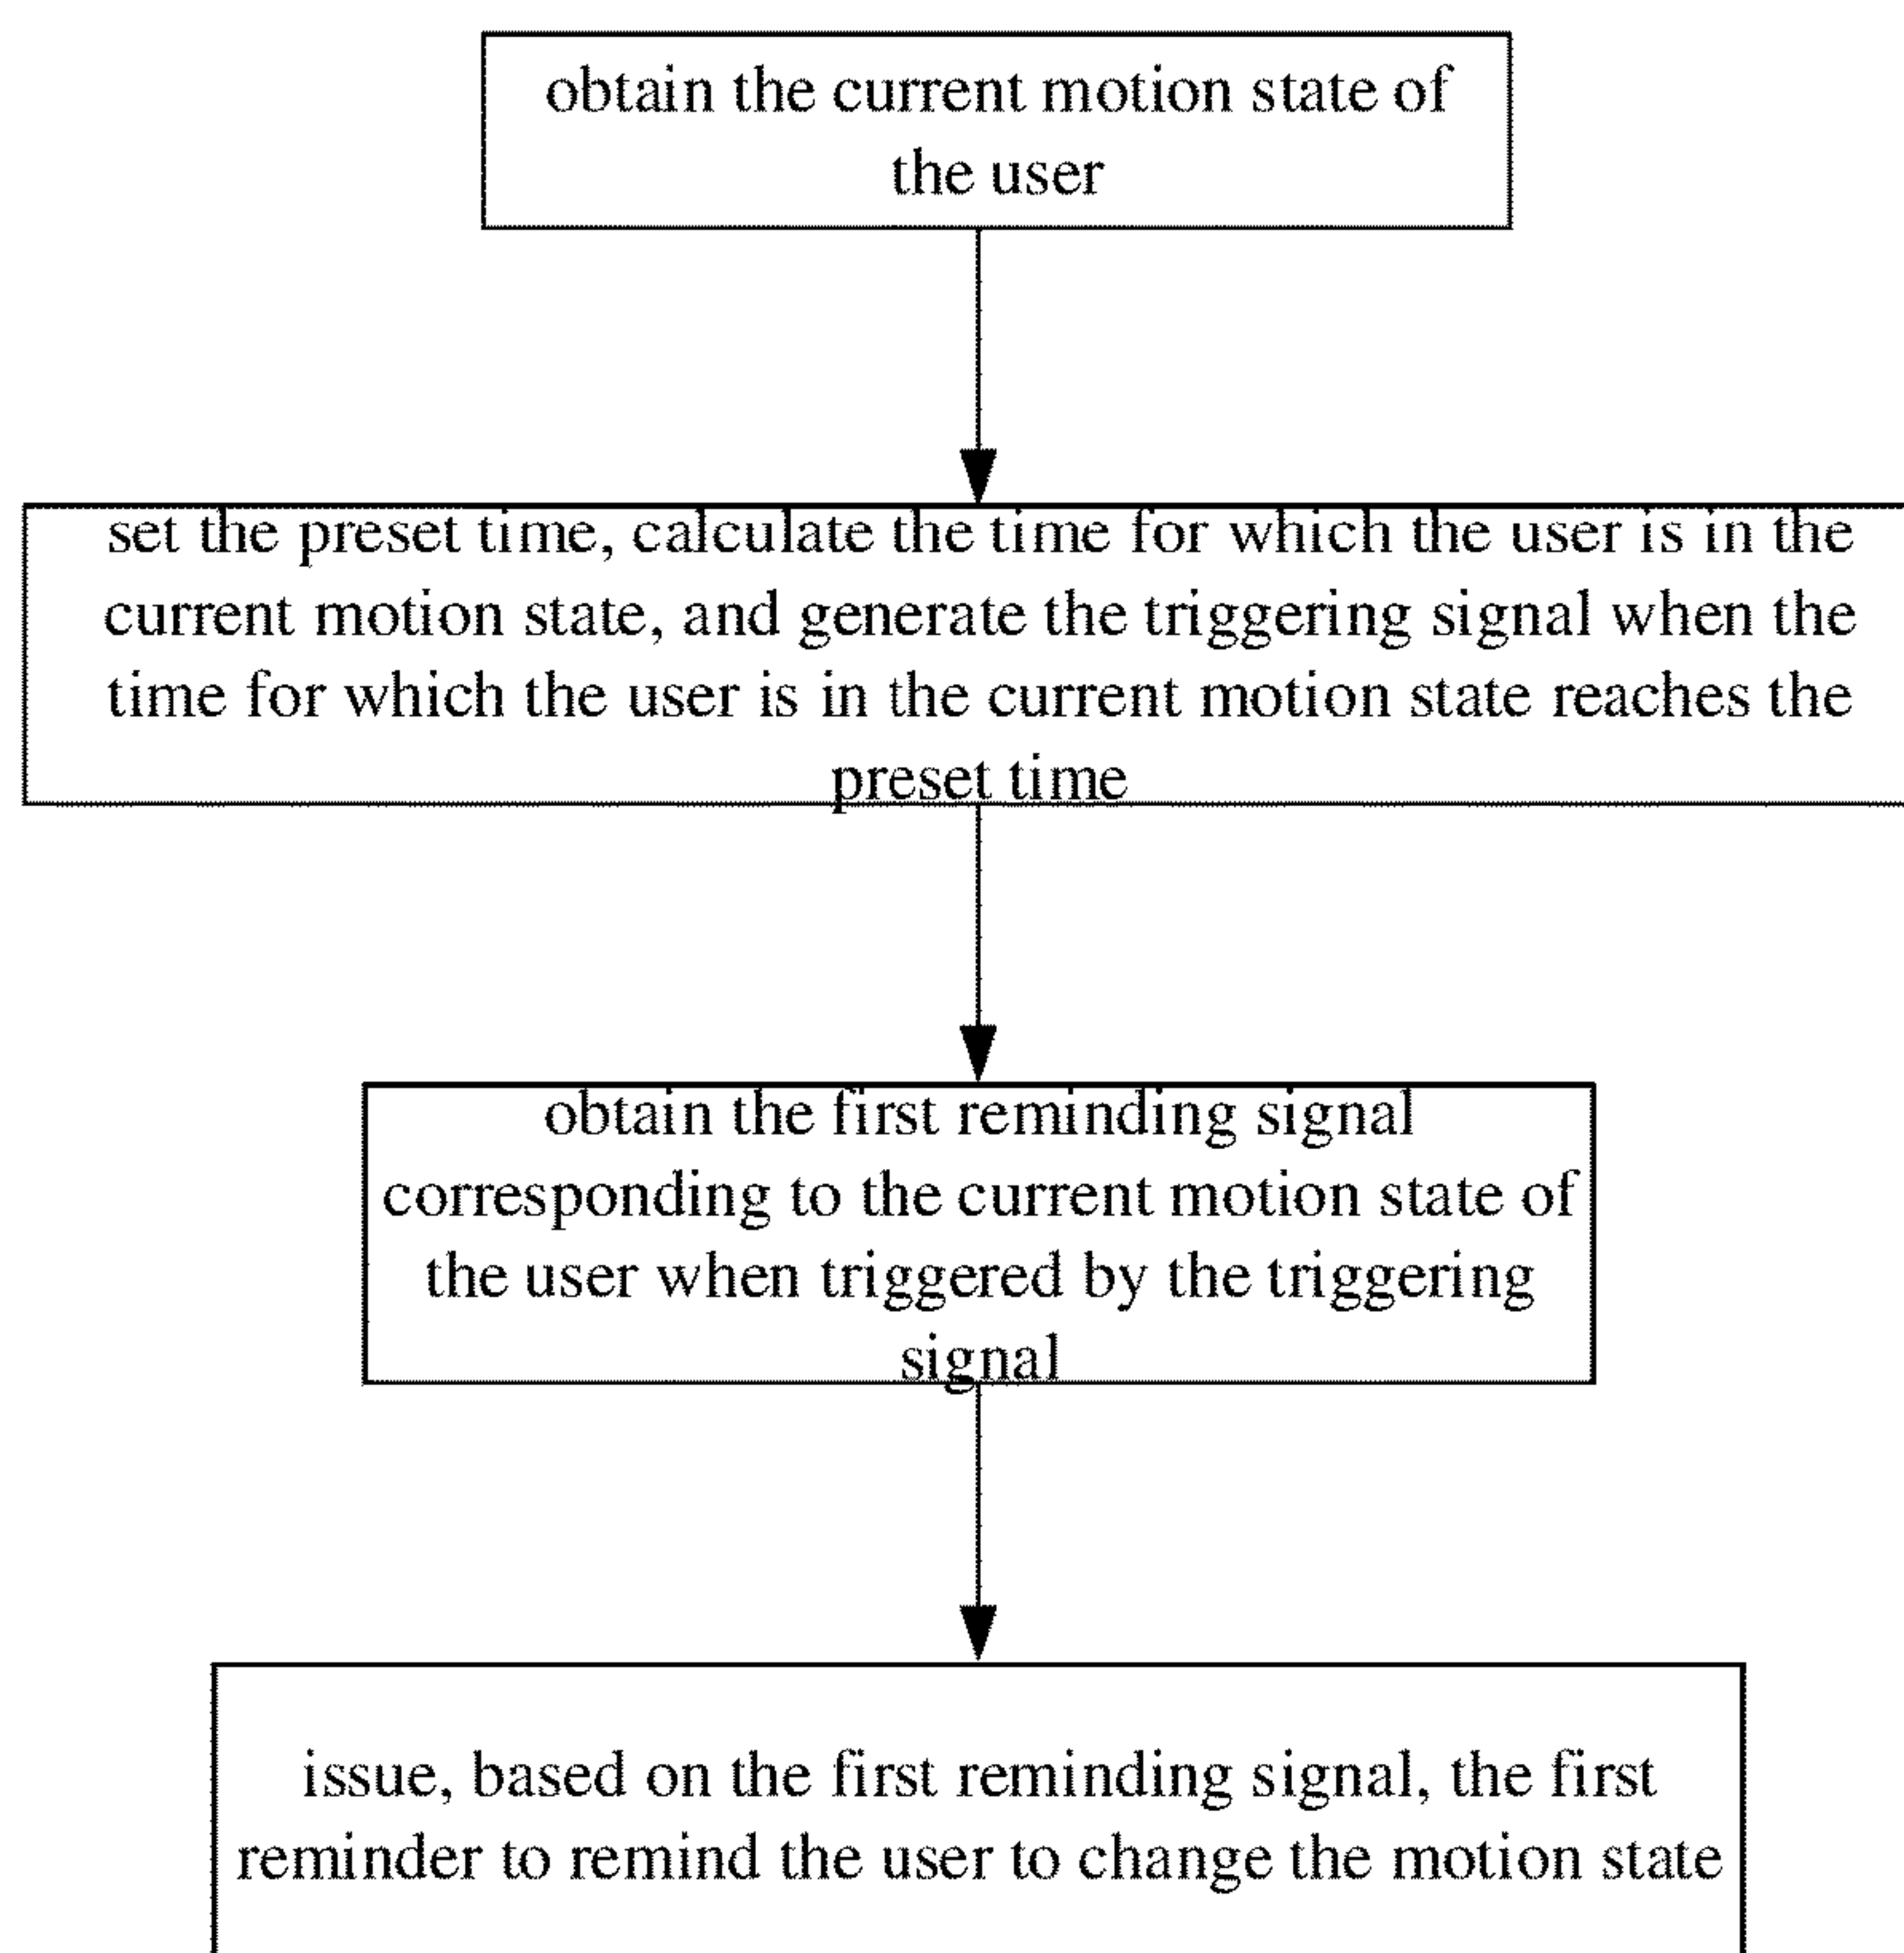 obtain the current motion state of
the user
set the preset time, calculate the time for which the user is in the
current motion state, and generate the triggering signal when the
time for which the user is in the current motion state reaches the
preset time
obtain the first reminding signal
corresponding to the current motion state of
the user when triggered by the triggering
signal
issue, based on the first reminding signal, the first
reminder to remind the user to change the motion state